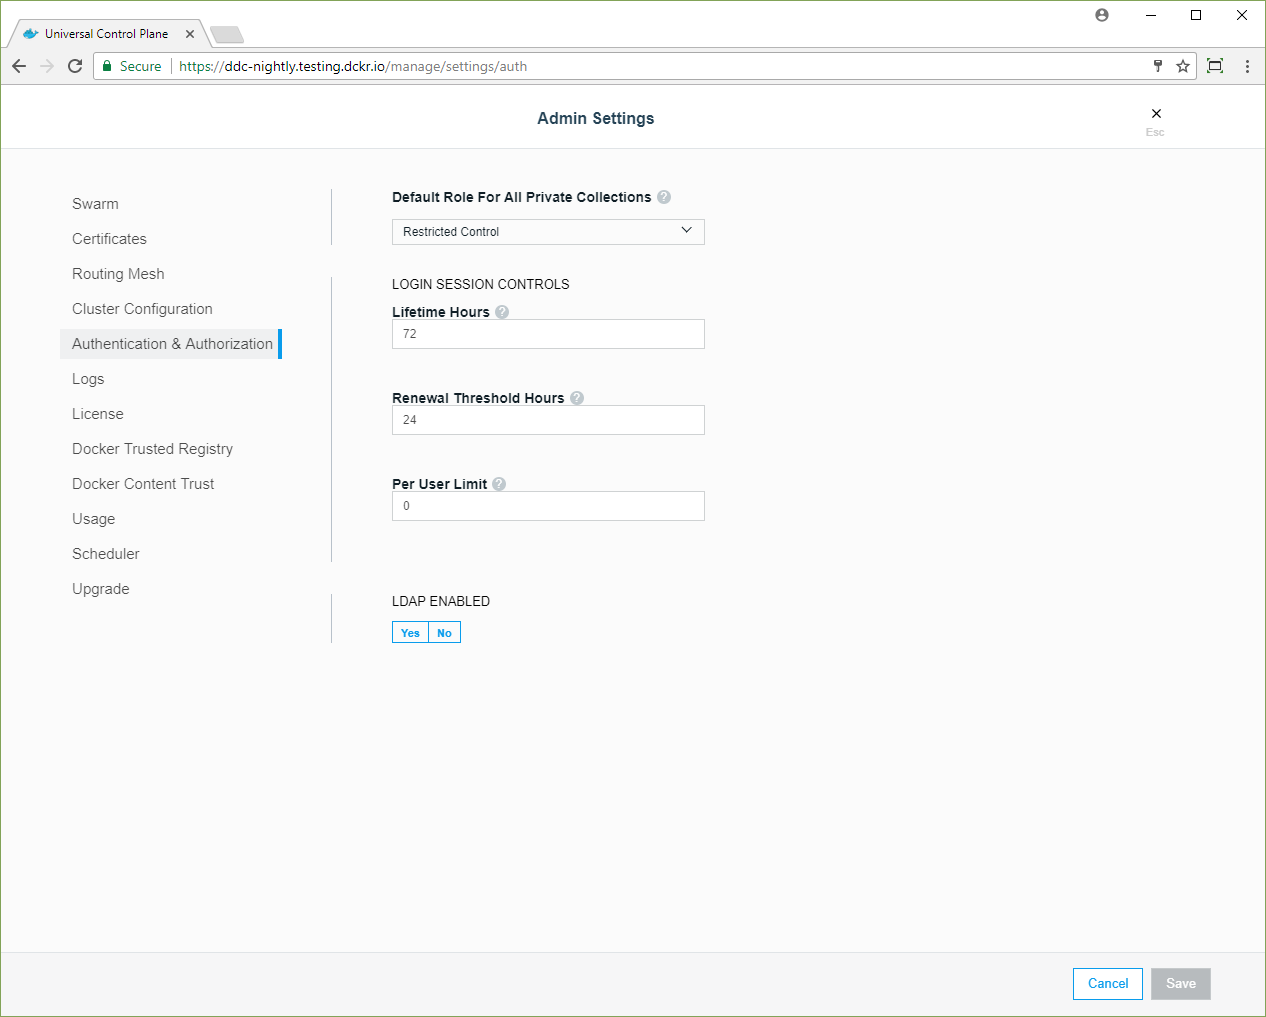 Universal Control Plane
Secure https://ddc-nightly.testing.dckr.io/manage/settings/auth
Admin Settings
Esc
Swarm
Certificates
Routing Mesh
Cluster Configuration
Authentication & Authorization
Logs
License
Docker Trusted Registry
Docker Content Trust
Usage
Scheduler
Upgrade
Default Role For All Private Collections ?
Restricted Control
LOGIN SESSION CONTROLS
Lifetime Hours ?
72
Renewal Threshold Hours ?
24
Per User Limit ?
0
LDAP ENABLED
Yes No
Cancel Save